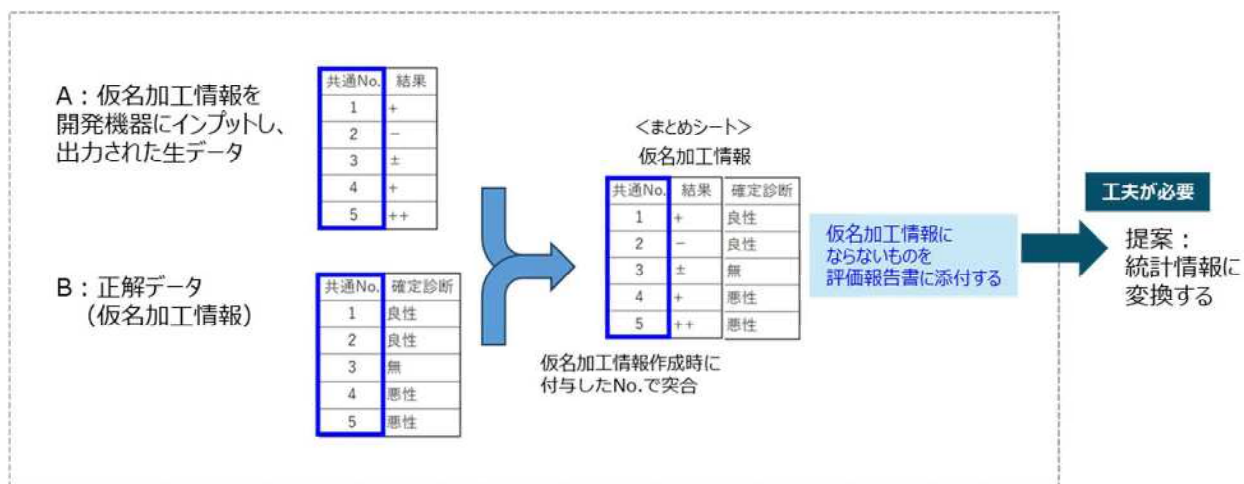 A：仮名加工情報を
開発機器にインプットし、
出力された生データ
共通No. 結果
1 +
2 −
3 ±
4 +
5 ++
B：正解データ
（仮名加工情報）
共通No. 確定診断
1 良性
2 良性
3 無
4 悪性
5 悪性
＜まとめシート＞
仮名加工情報
共通No. 結果 確定診断
1 + 良性
2 − 良性
3 ± 無
4 + 悪性
5 ++ 悪性
仮名加工情報作成時に
付与したNo.で突合
仮名加工情報に
ならないものを
評価報告書に添付する
工夫が必要
提案：
統計情報に
変換する